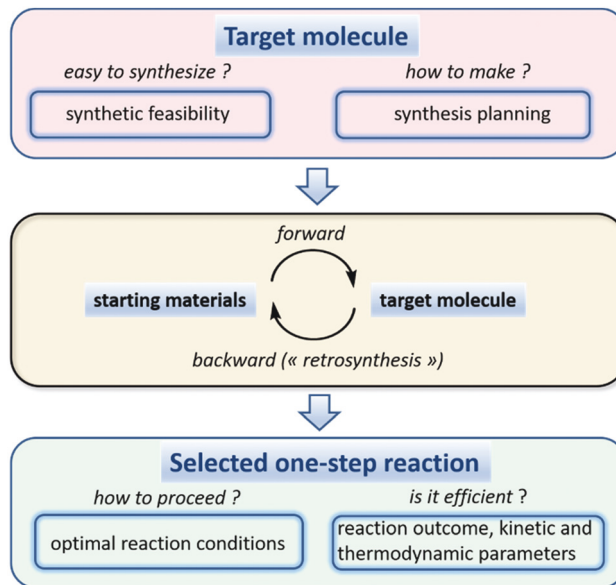 Target molecule
easy to synthesize ?
how to make ?
synthetic feasibility
synthesis planning
forward
starting materials
target molecule
backward (« retrosynthesis »)
Selected one-step reaction
how to proceed ?
is it efficient ?
optimal reaction conditions
reaction outcome, kinetic and
thermodynamic parameters